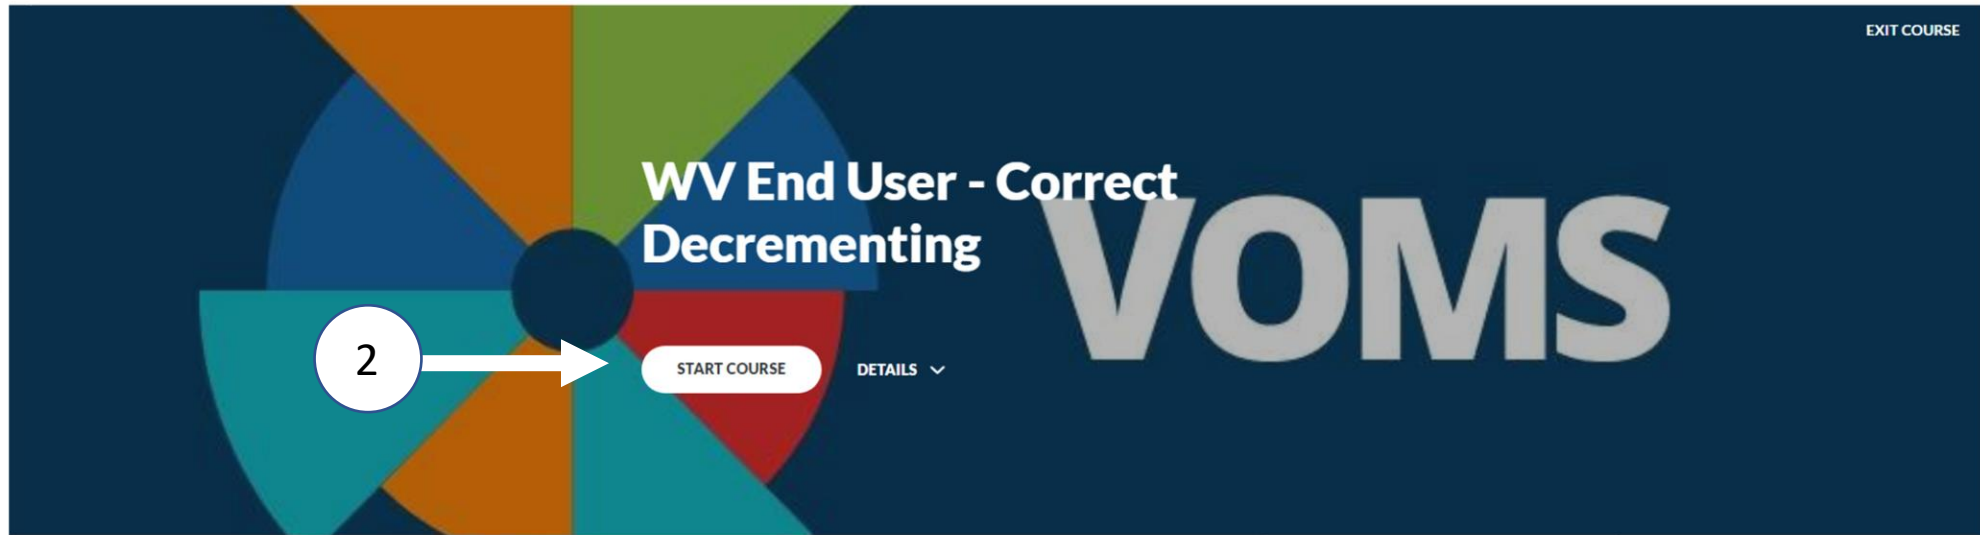 EXIT COURSE
WV End User - Correct
Decrementing
VOMS
2
START COURSE
DETAILS